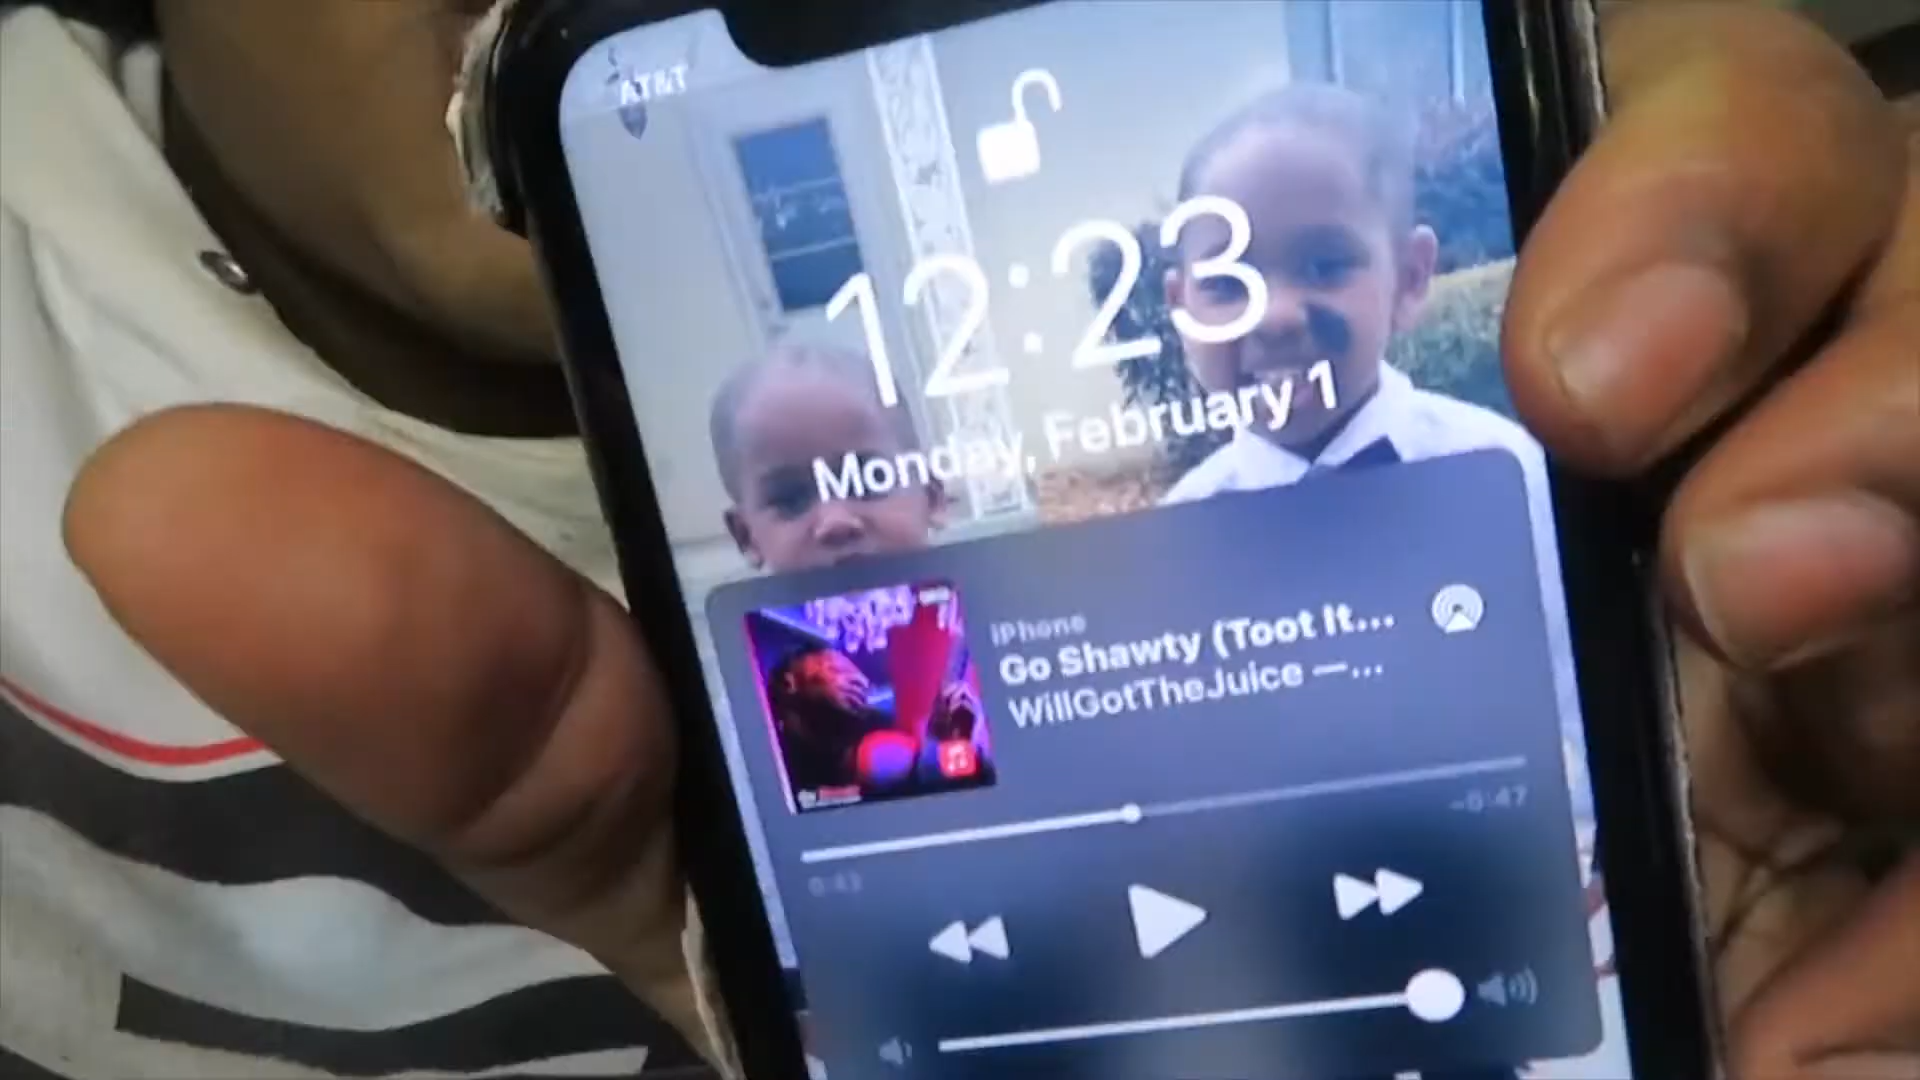 AT&T
12:23
Monday, February 1
iPhone
Go Shawty (Toot It...
WillGotTheJuice —...